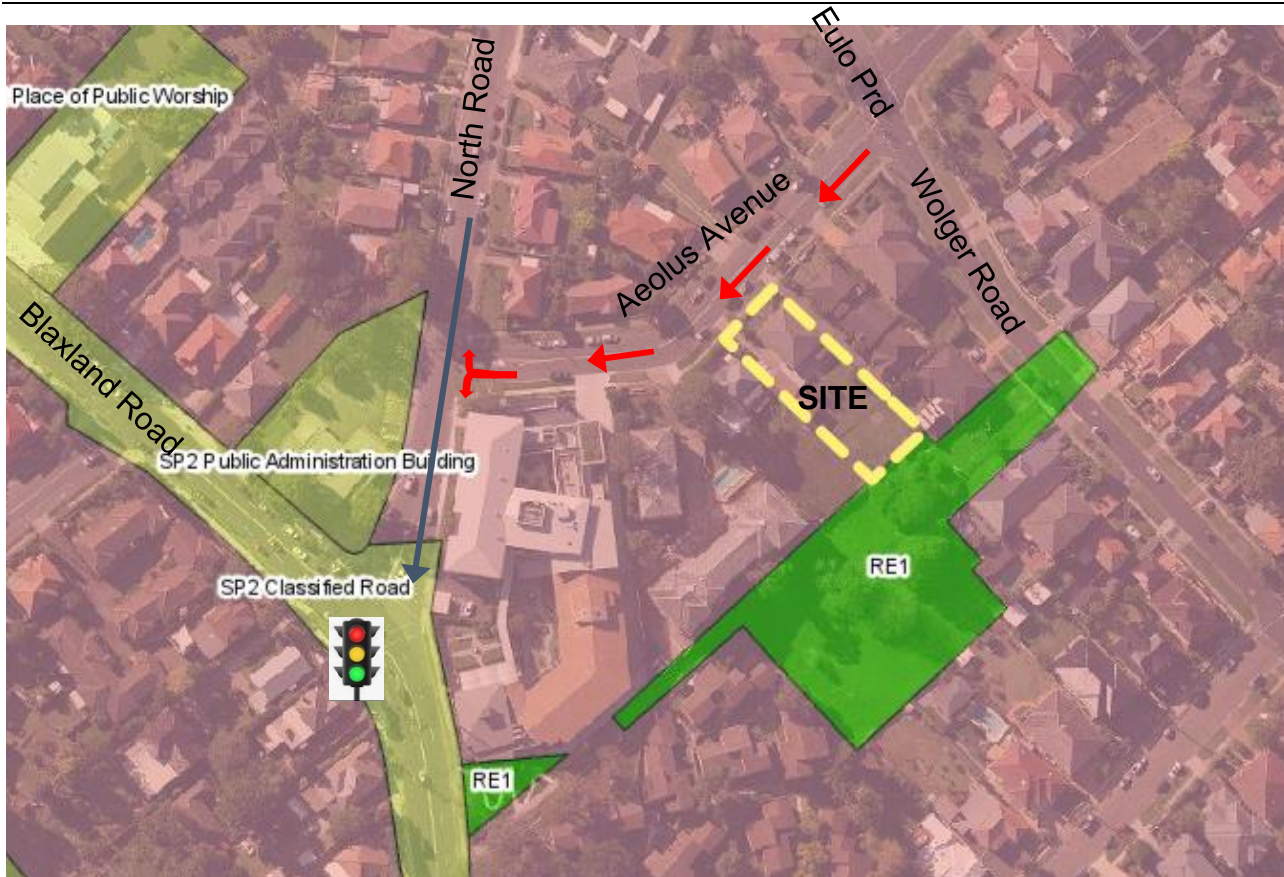 Place of Public Worship
North Road
Eulo Prd
Aeolus Avenue
Wolger Road
Blaxland Road
SITE
SP2 Public Administration Building
RE1
SP2 Classified Road
RE1